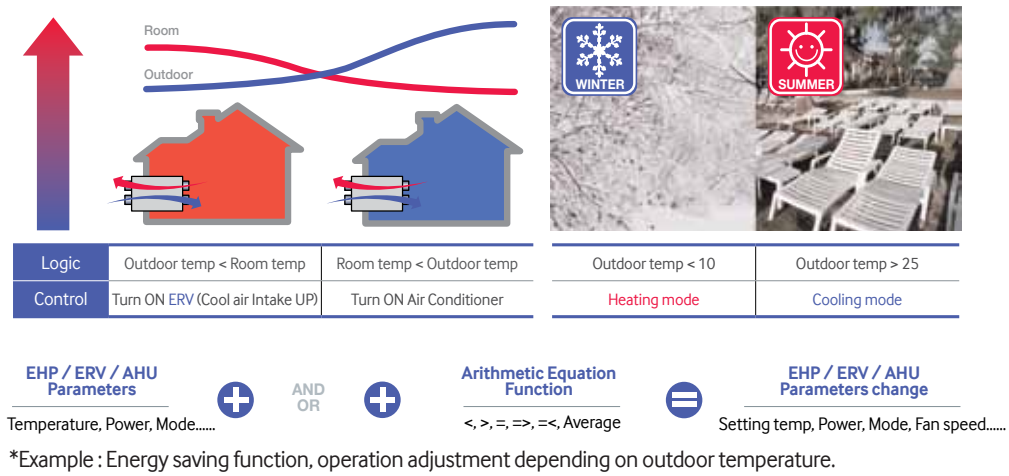 Room
Outdoor
WINTER
SUMMER
Logic
Outdoor temp < Room temp
Room temp < Outdoor temp
Outdoor temp < 10
Outdoor temp > 25
Control
Turn ON ERV (Cool air Intake UP)
Turn ON Air Conditioner
Heating mode
Cooling mode
EHP / ERV / AHU
Parameters
Temperature, Power, Mode......
+
AND
OR
+
Arithmetic Equation
Function
<, >, =, =>, =<, Average
=
EHP / ERV / AHU
Parameters change
Setting temp, Power, Mode, Fan speed......
*Example : Energy saving function, operation adjustment depending on outdoor temperature.